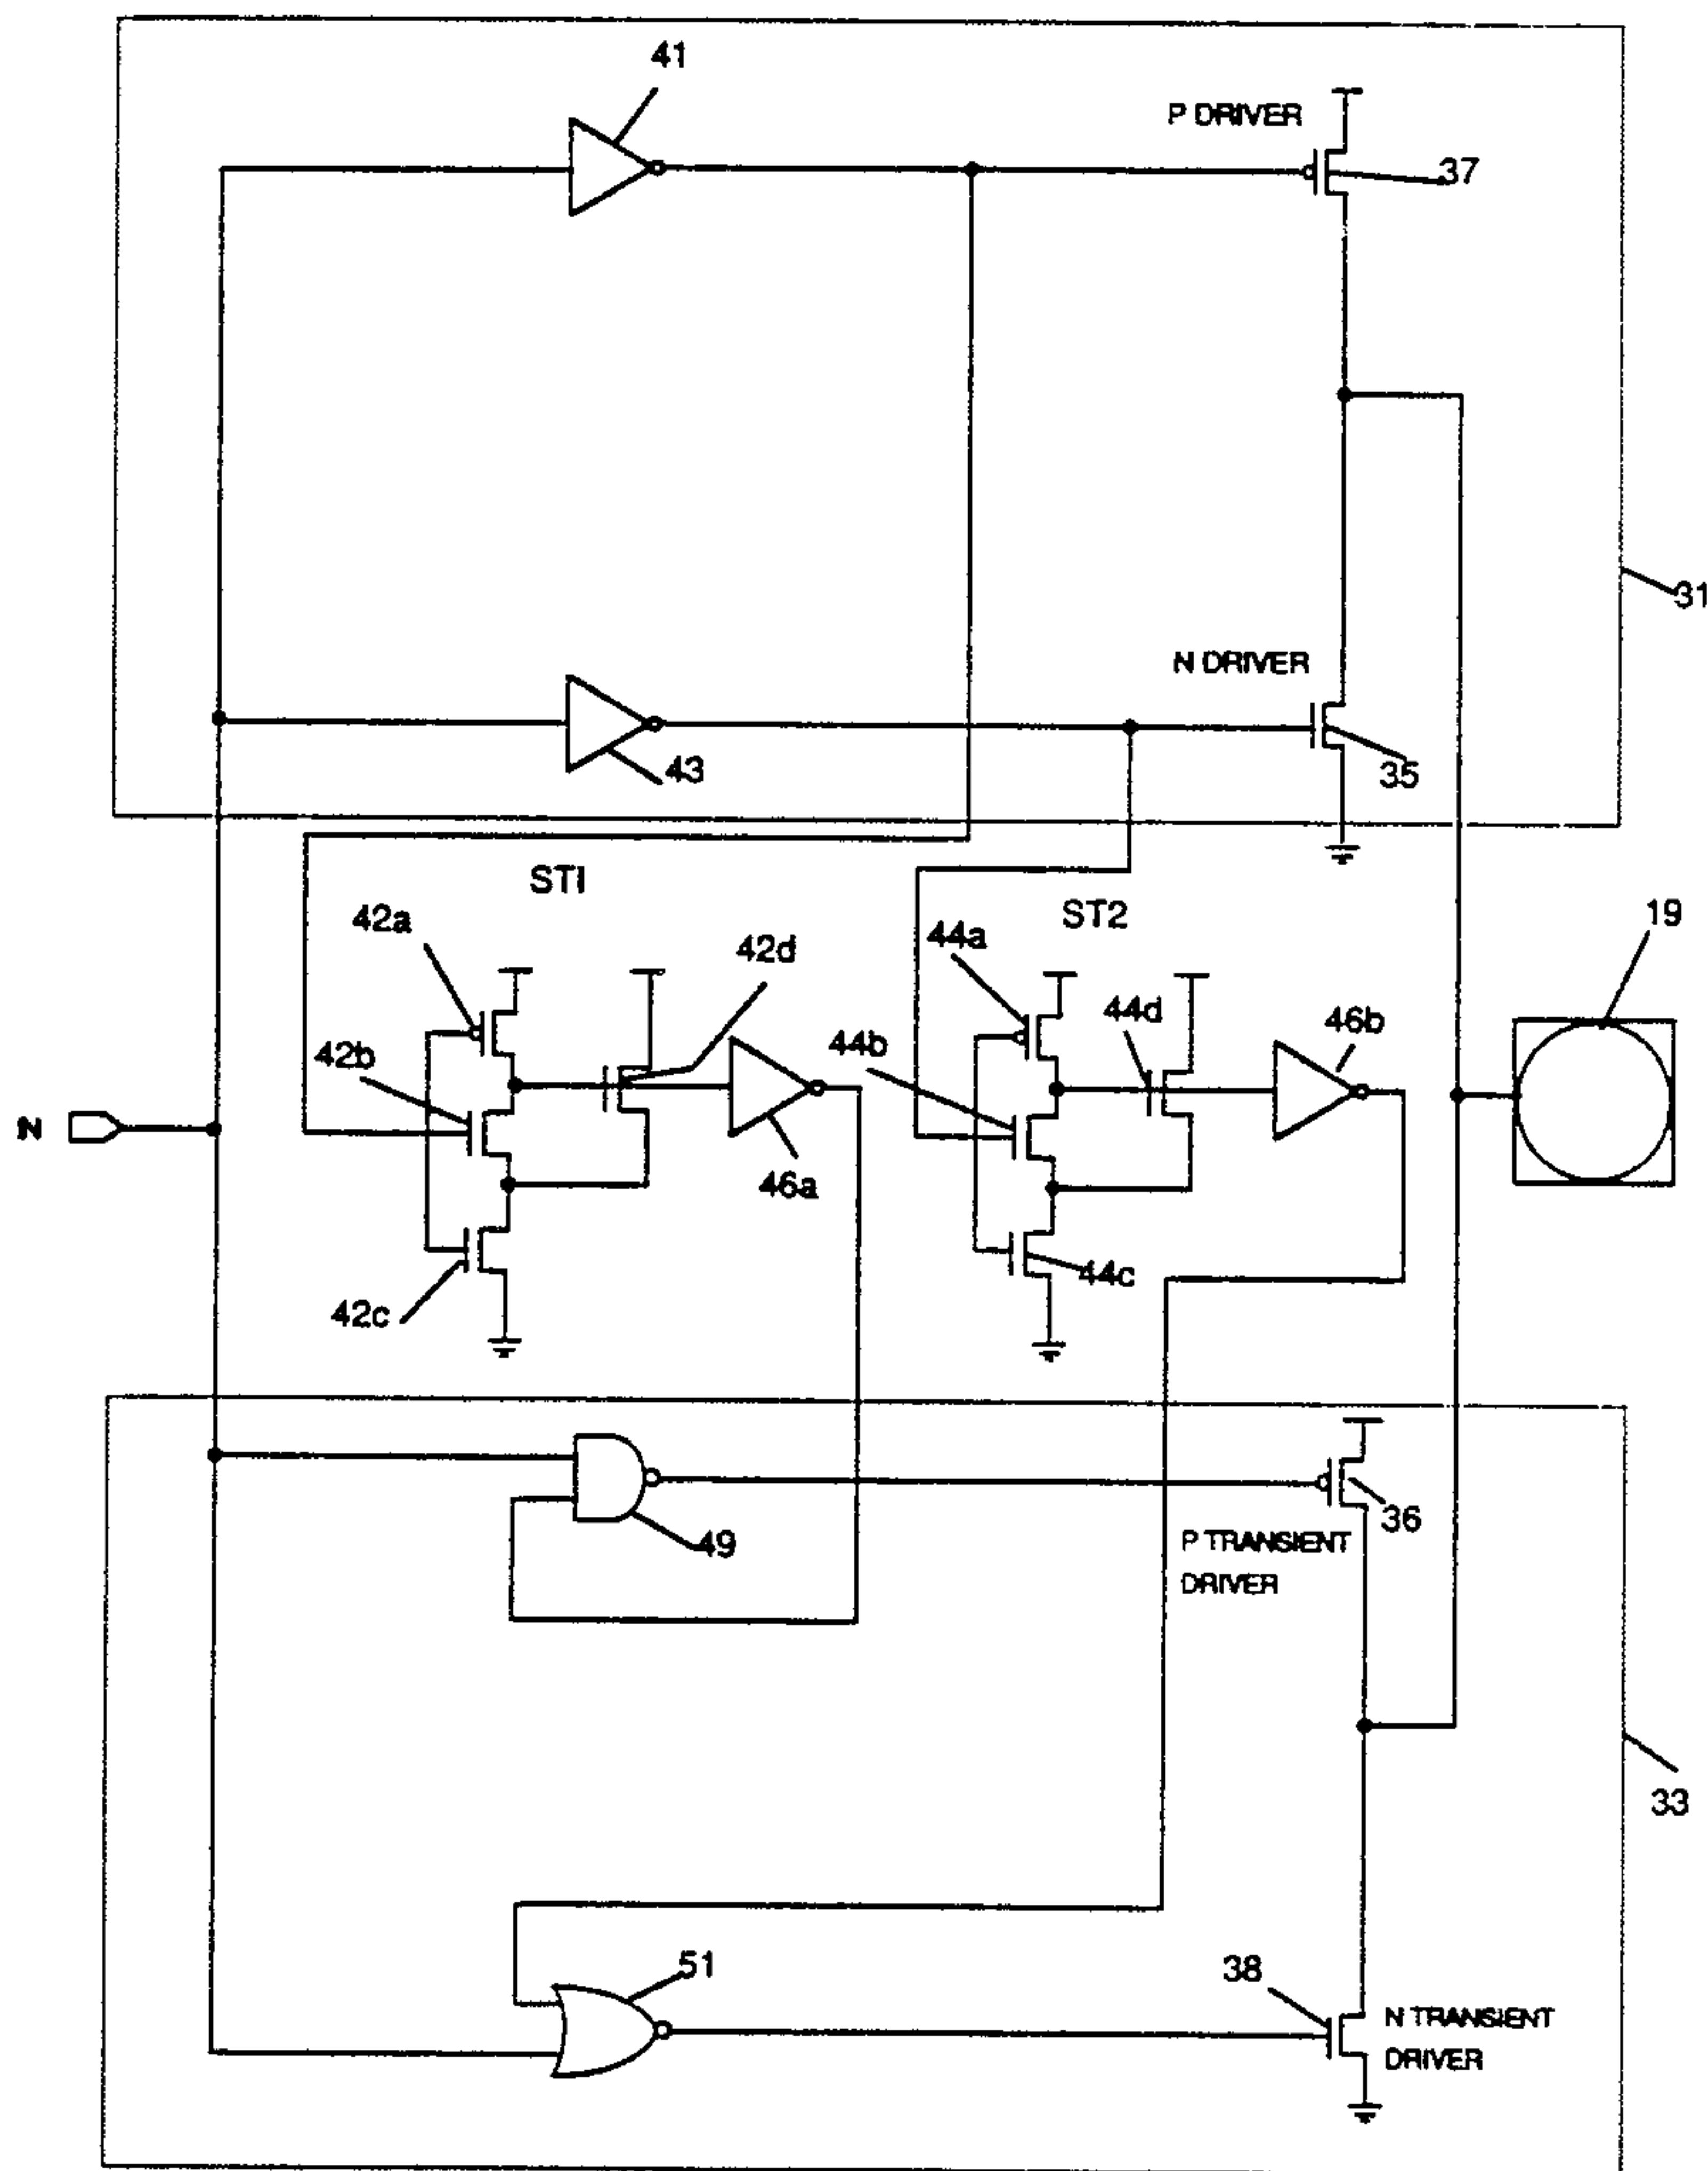 41
P DRIVER
37
31
N DRIVER
43
35
ST1
ST2
19
42a
42d
44a
44d
46b
42b
44b
IN
46a
42c
44c
36
49
P TRANSIENT
DRIVER
33
51
38
N TRANSIENT
DRIVER